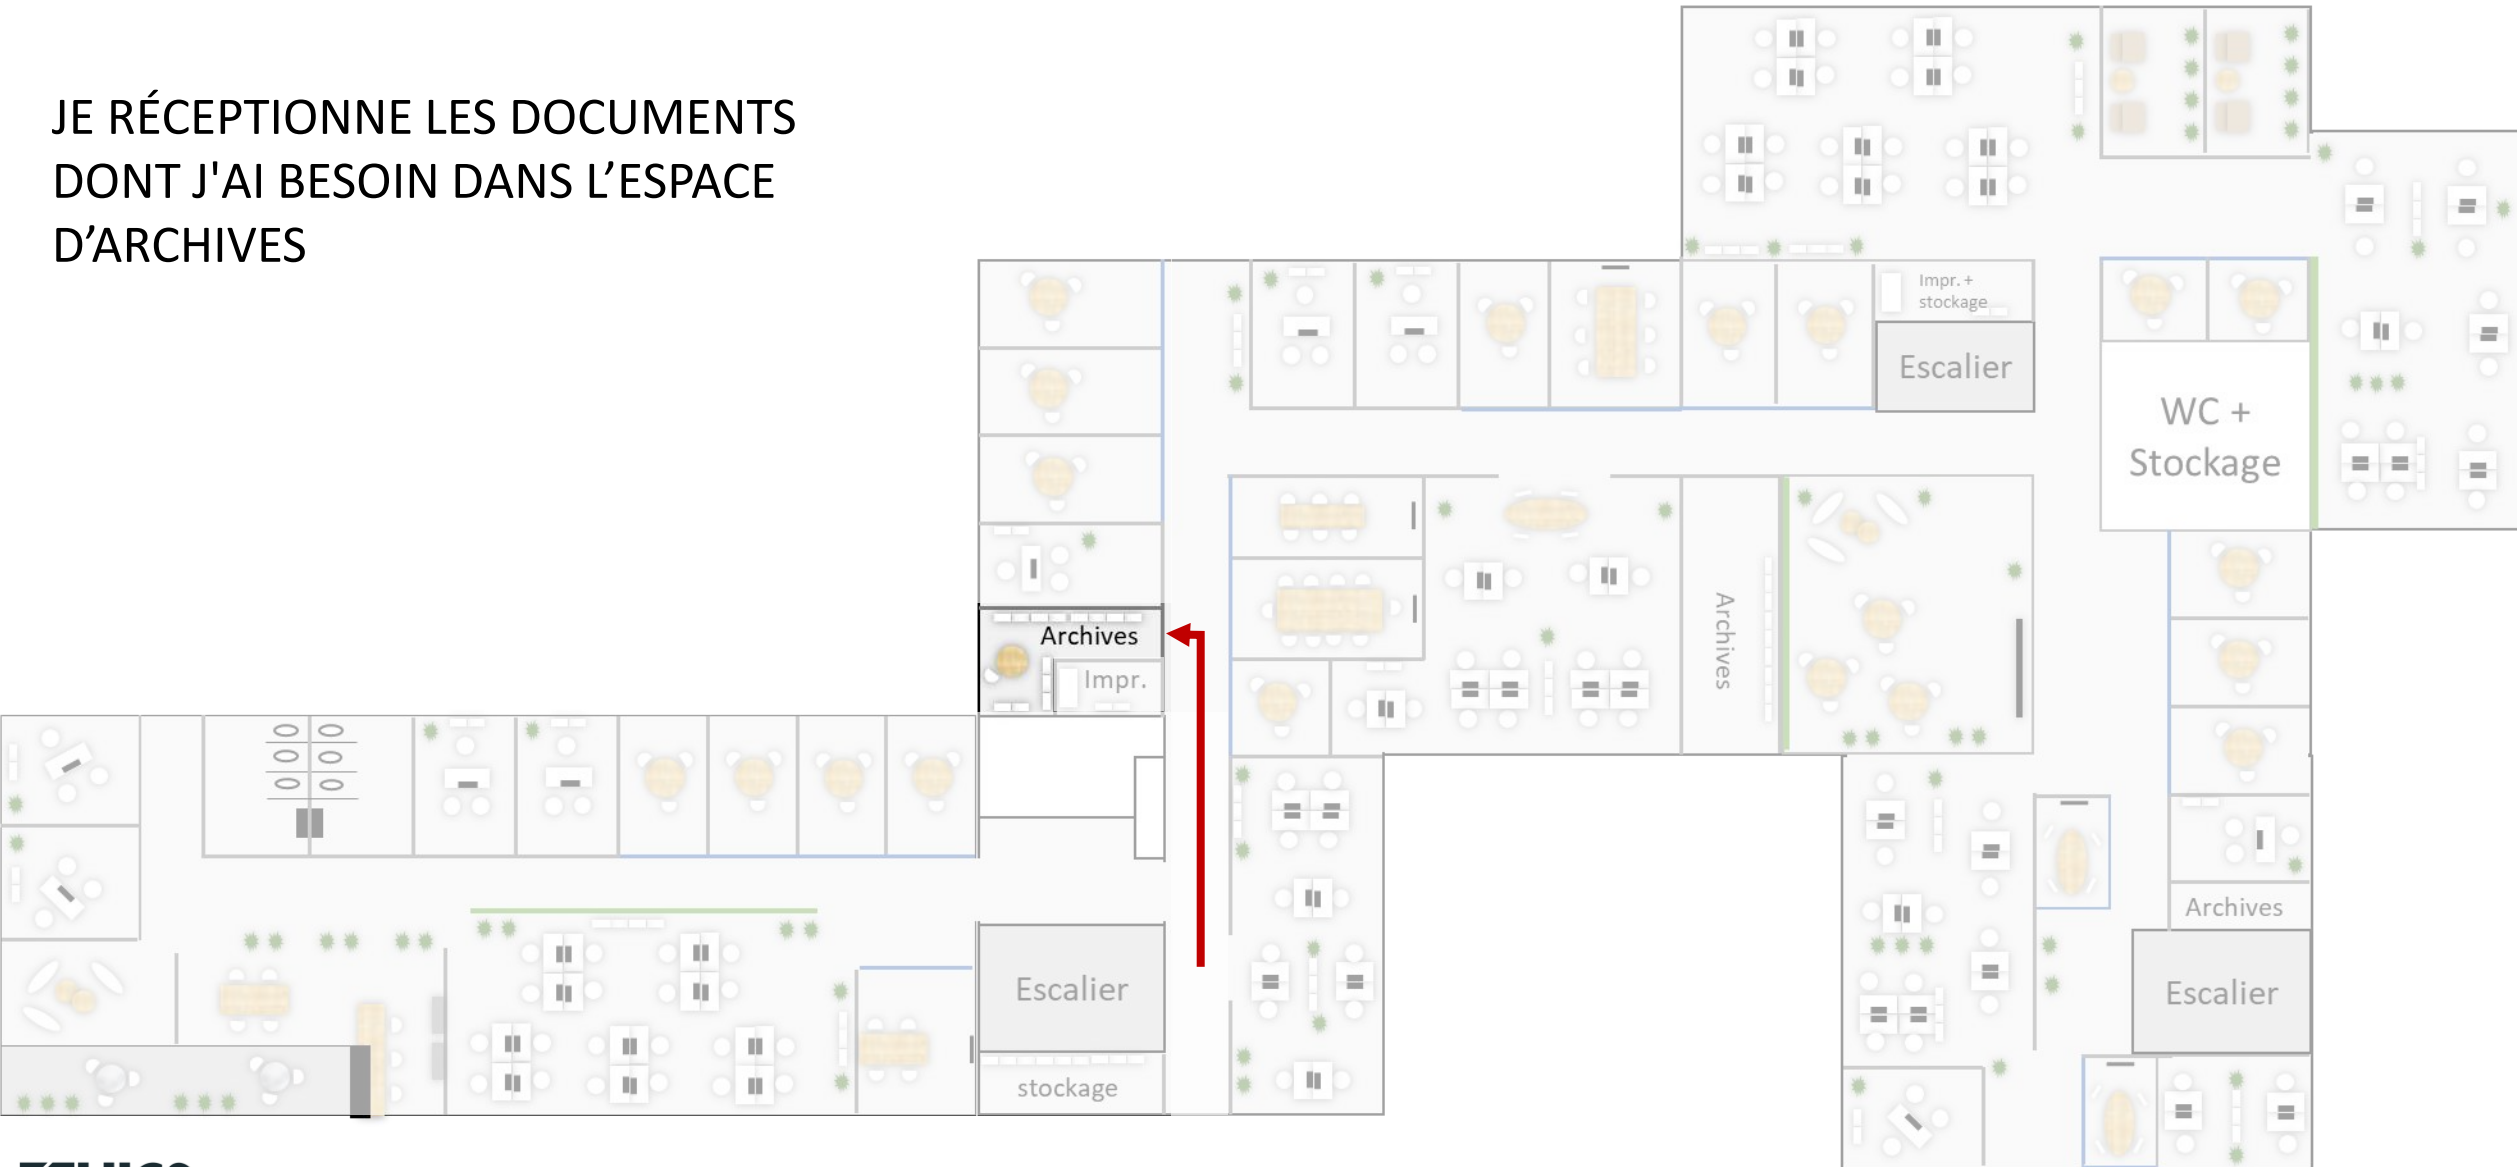 JE RÉCEPTIONNE LES DOCUMENTS
DONT J'AI BESOIN DANS L’ESPACE
D’ARCHIVES
Impr. +
stockage
Escalier
WC +
Stockage
Archives
Impr.
Archives
Archives
Escalier
Escalier
stockage